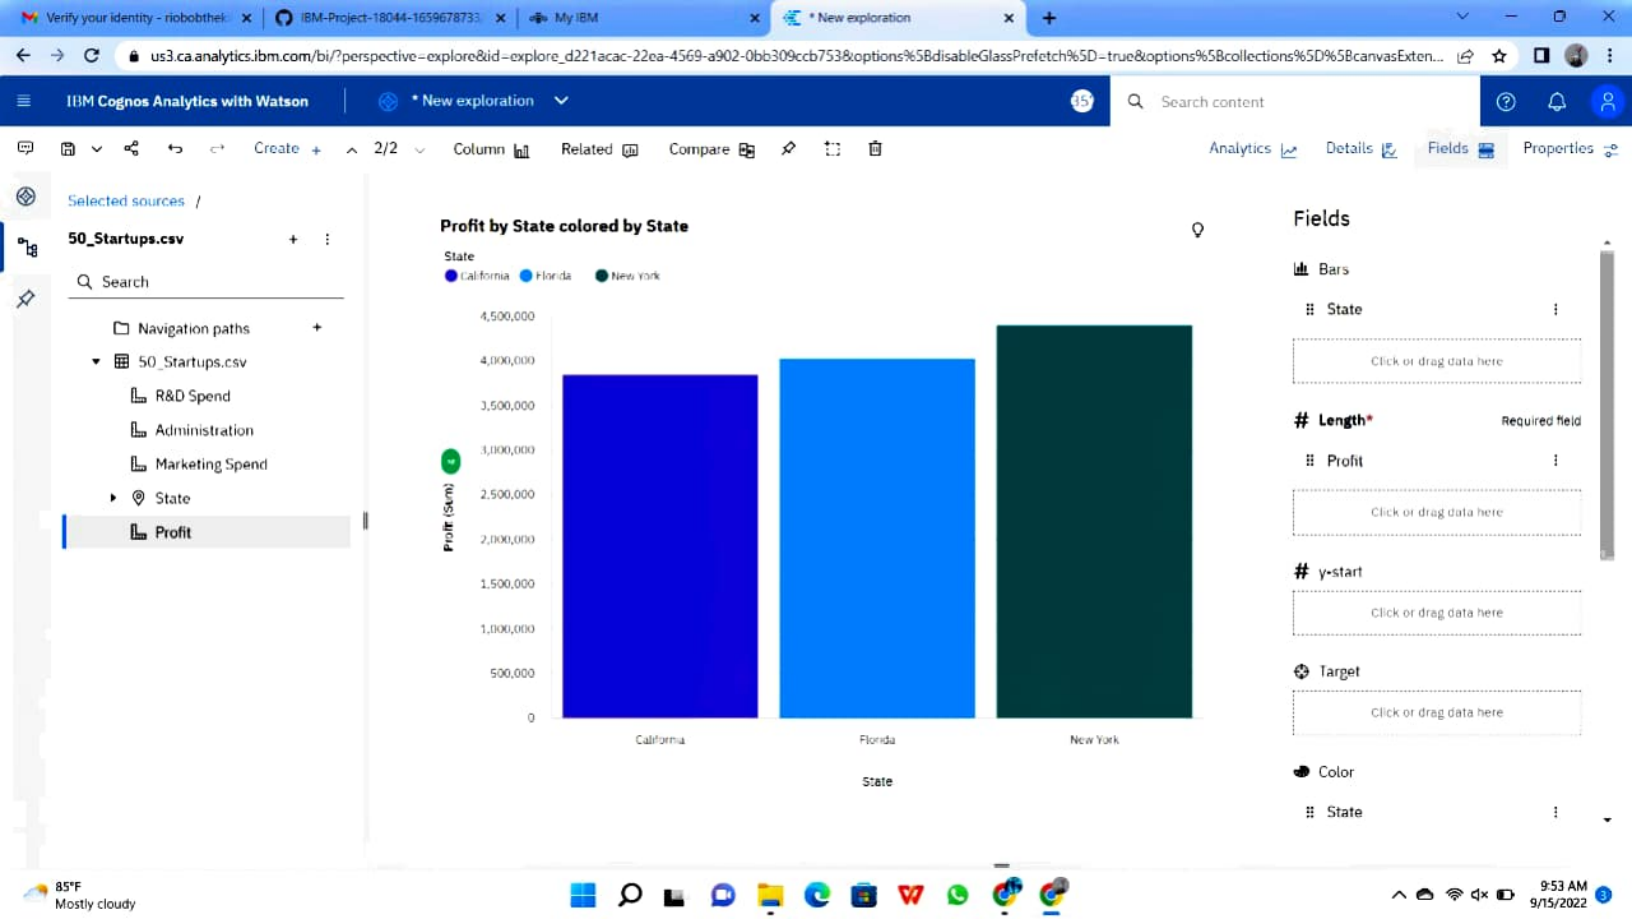 Verify your identity - riobobthek
IBM-Project-18044-1659678733
My IBM
* New exploration
us3.ca.analytics.ibm.com/bi/?perspective=explore&id=explore_d221acac-22ea-4569-a902-0bb309ccb753&options%5BdisableGlassPrefetch%5D=true&options%5Bcollections%5D%5BcanvasExten...
IBM Cognos Analytics with Watson
* New exploration
Search content
Create +
2/2
Column
Related
Compare
Analytics
Details
Fields
Properties
Selected sources /
50_Startups.csv
Search
Navigation paths
50_Startups.csv
R&D Spend
Administration
Marketing Spend
State
Profit
Profit by State colored by State
State
California
Florida
New York
4,500,000
4,000,000
3,500,000
3,000,000
2,500,000
2,000,000
1,500,000
1,000,000
500,000
0
Profit (Sum)
California
Florida
New York
State
Fields
Bars
State
Click or drag data here
# Length*
Required field
Profit
Click or drag data here
# y-start
Click or drag data here
Target
Click or drag data here
Color
State
85°F
Mostly cloudy
9:53 AM
9/15/2022
3